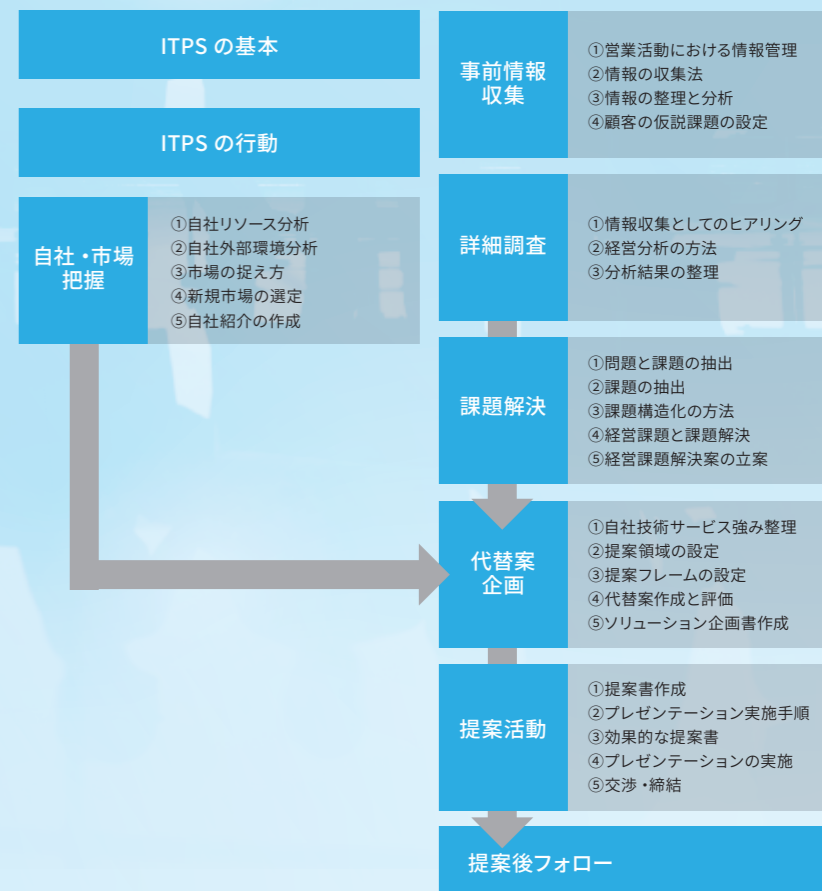 ITPS の基本
ITPS の行動
自社・市場
把握
①自社リソース分析
②自社外部環境分析
③市場の捉え方
④新規市場の選定
⑤自社紹介の作成
事前情報
収集
①営業活動における情報管理
②情報の収集法
③情報の整理と分析
④顧客の仮説課題の設定
詳細調査
①情報収集としてのヒアリング
②経営分析の方法
③分析結果の整理
課題解決
①問題と課題の抽出
②課題の抽出
③課題構造化の方法
④経営課題と課題解決
⑤経営課題解決案の立案
代替案
企画
①自社技術サービス強み整理
②提案領域の設定
③提案フレームの設定
④代替案作成と評価
⑤ソリューション企画書作成
提案活動
①提案書作成
②プレゼンテーション実施手順
③効果的な提案書
④プレゼンテーションの実施
⑤交渉・締結
提案後フォロー